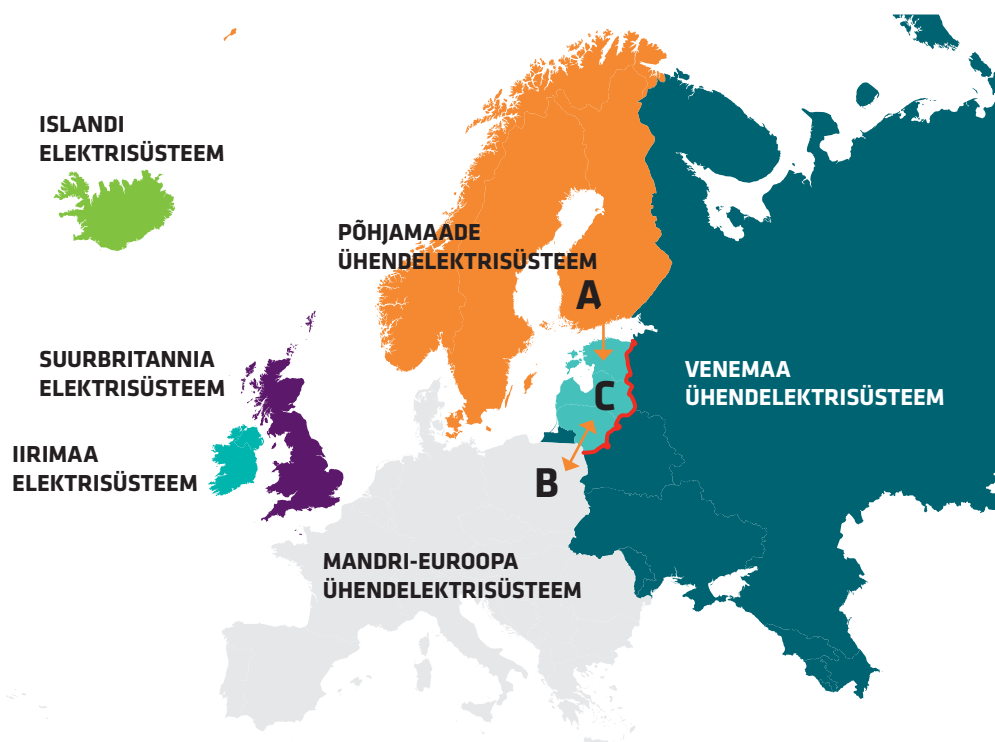 ISLANDI
ELEKTRISÜSTEEM
PÕHJAMAADE
ÜHENDELEKTRISÜSTEEM
A
SUURBRITANNIA
ELEKTRISÜSTEEM
VENEMAA
ÜHENDELEKTRISÜSTEEM
C
IIRIMAA
ELEKTRISÜSTEEM
B
MANDRI-EUROOPA
ÜHENDELEKTRISÜSTEEM